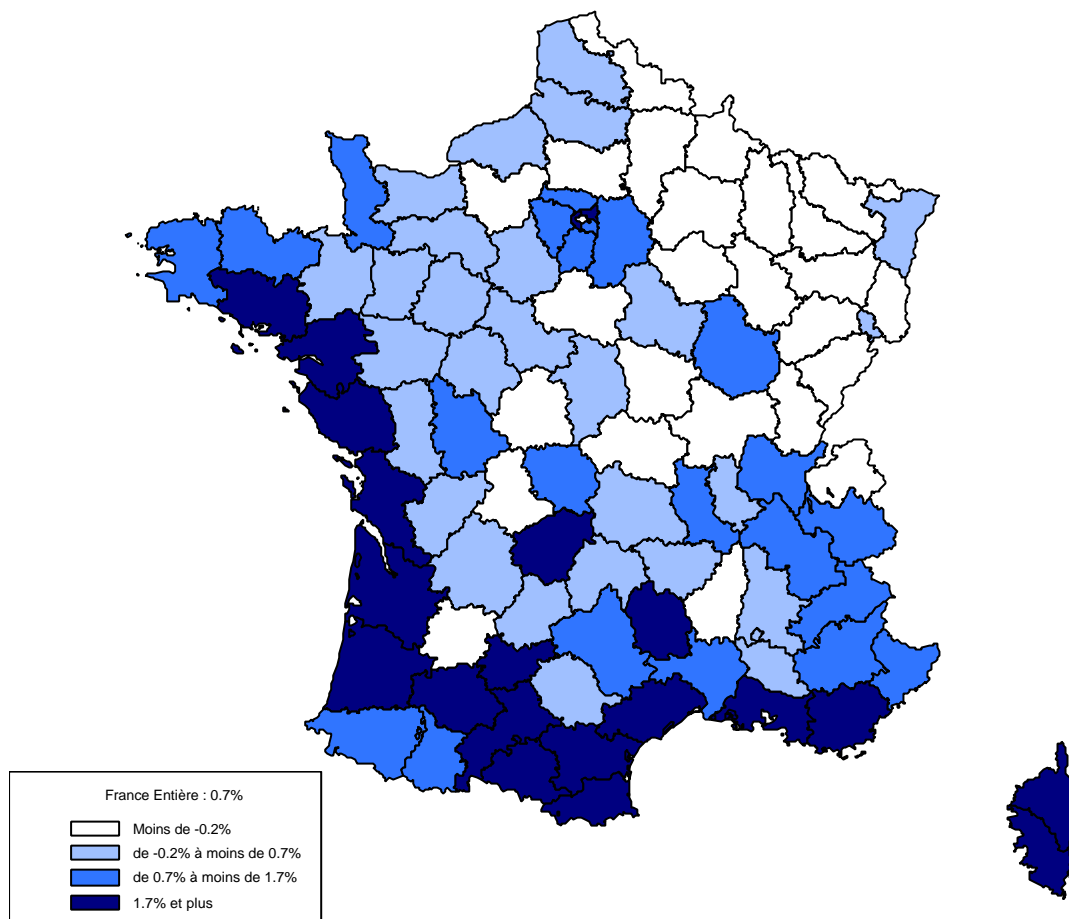 France Entière : 0.7%
Moins de -0.2%
de -0.2% à moins de 0.7%
de 0.7% à moins de 1.7%
1.7% et plus